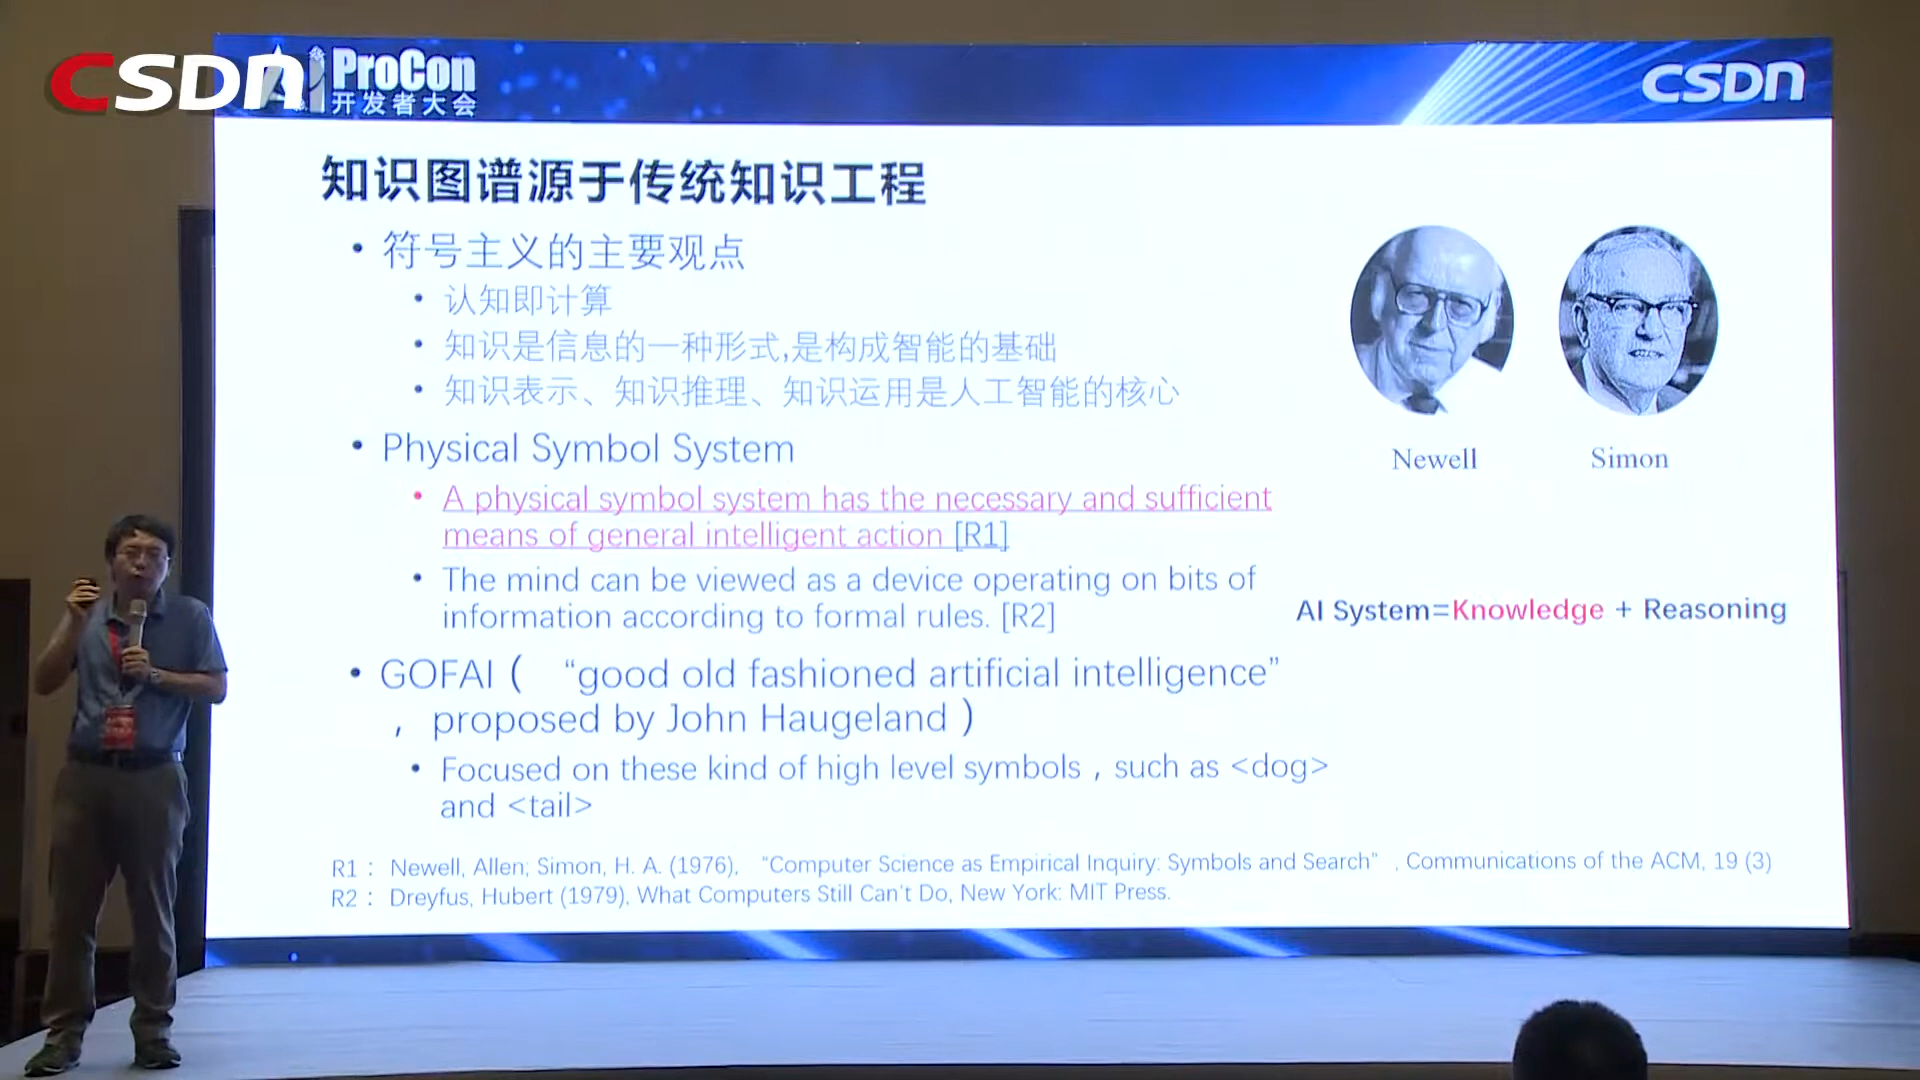 CSDN
AI ProCon
开发者大会
CSDN
知识图谱源于传统知识工程
• 符号主义的主要观点
• 认知即计算
• 知识是信息的一种形式,是构成智能的基础
• 知识表示、知识推理、知识运用是人工智能的核心
• Physical Symbol System
• A physical symbol system has the necessary and sufficient
means of general intelligent action [R1]
• The mind can be viewed as a device operating on bits of
information according to formal rules. [R2]
• GOFAI（ “good old fashioned artificial intelligence”
， proposed by John Haugeland）
• Focused on these kind of high level symbols，such as <dog>
and <tail>
Newell
Simon
AI System=Knowledge + Reasoning
R1： Newell, Allen; Simon, H. A. (1976), “Computer Science as Empirical Inquiry: Symbols and Search” , Communications of the ACM, 19 (3)
R2： Dreyfus, Hubert (1979), What Computers Still Can't Do, New York: MIT Press.